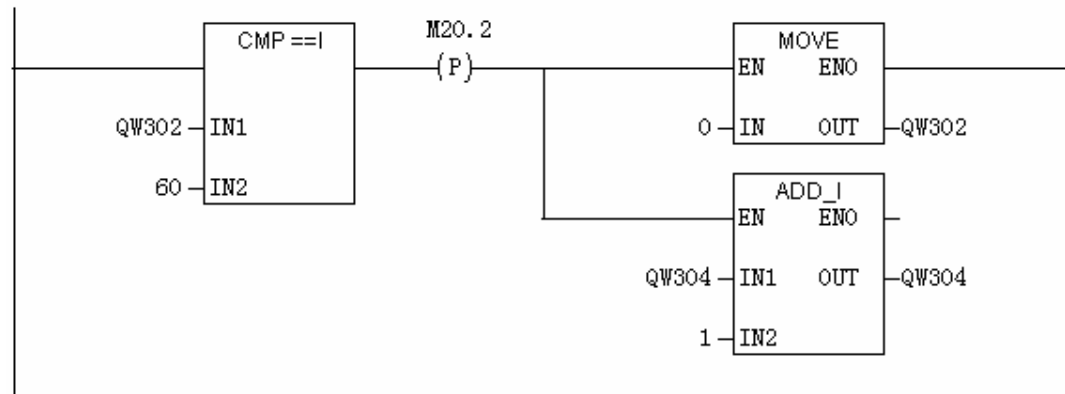 CMP ==I
M20.2
(P)
MOVE
EN ENO
QW302 IN1
0 IN OUT QW302
60 IN2
ADD_I
EN ENO
QW304 IN1 OUT QW304
1 IN2